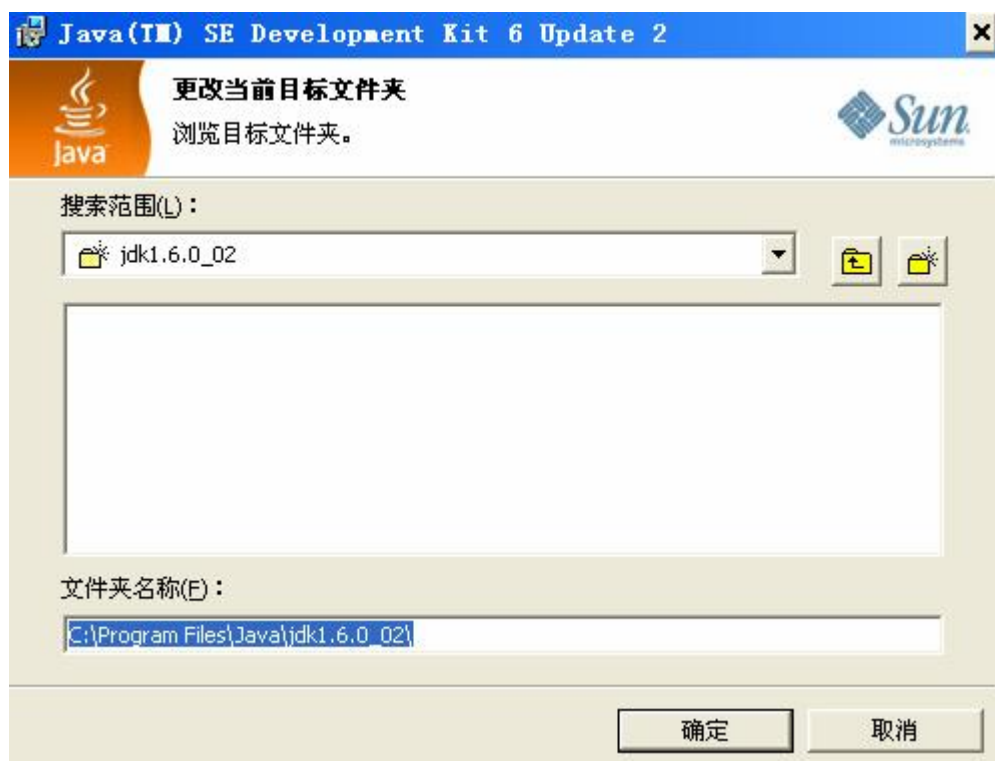 Java(TM) SE Development Kit 6 Update 2
更改当前目标文件夹
浏览目标文件夹。
Java
Sun
microsystems
搜索范围(L)：
jdk1.6.0_02
文件夹名称(F)：
C:\Program Files\Java\jdk1.6.0_02\
确定
取消